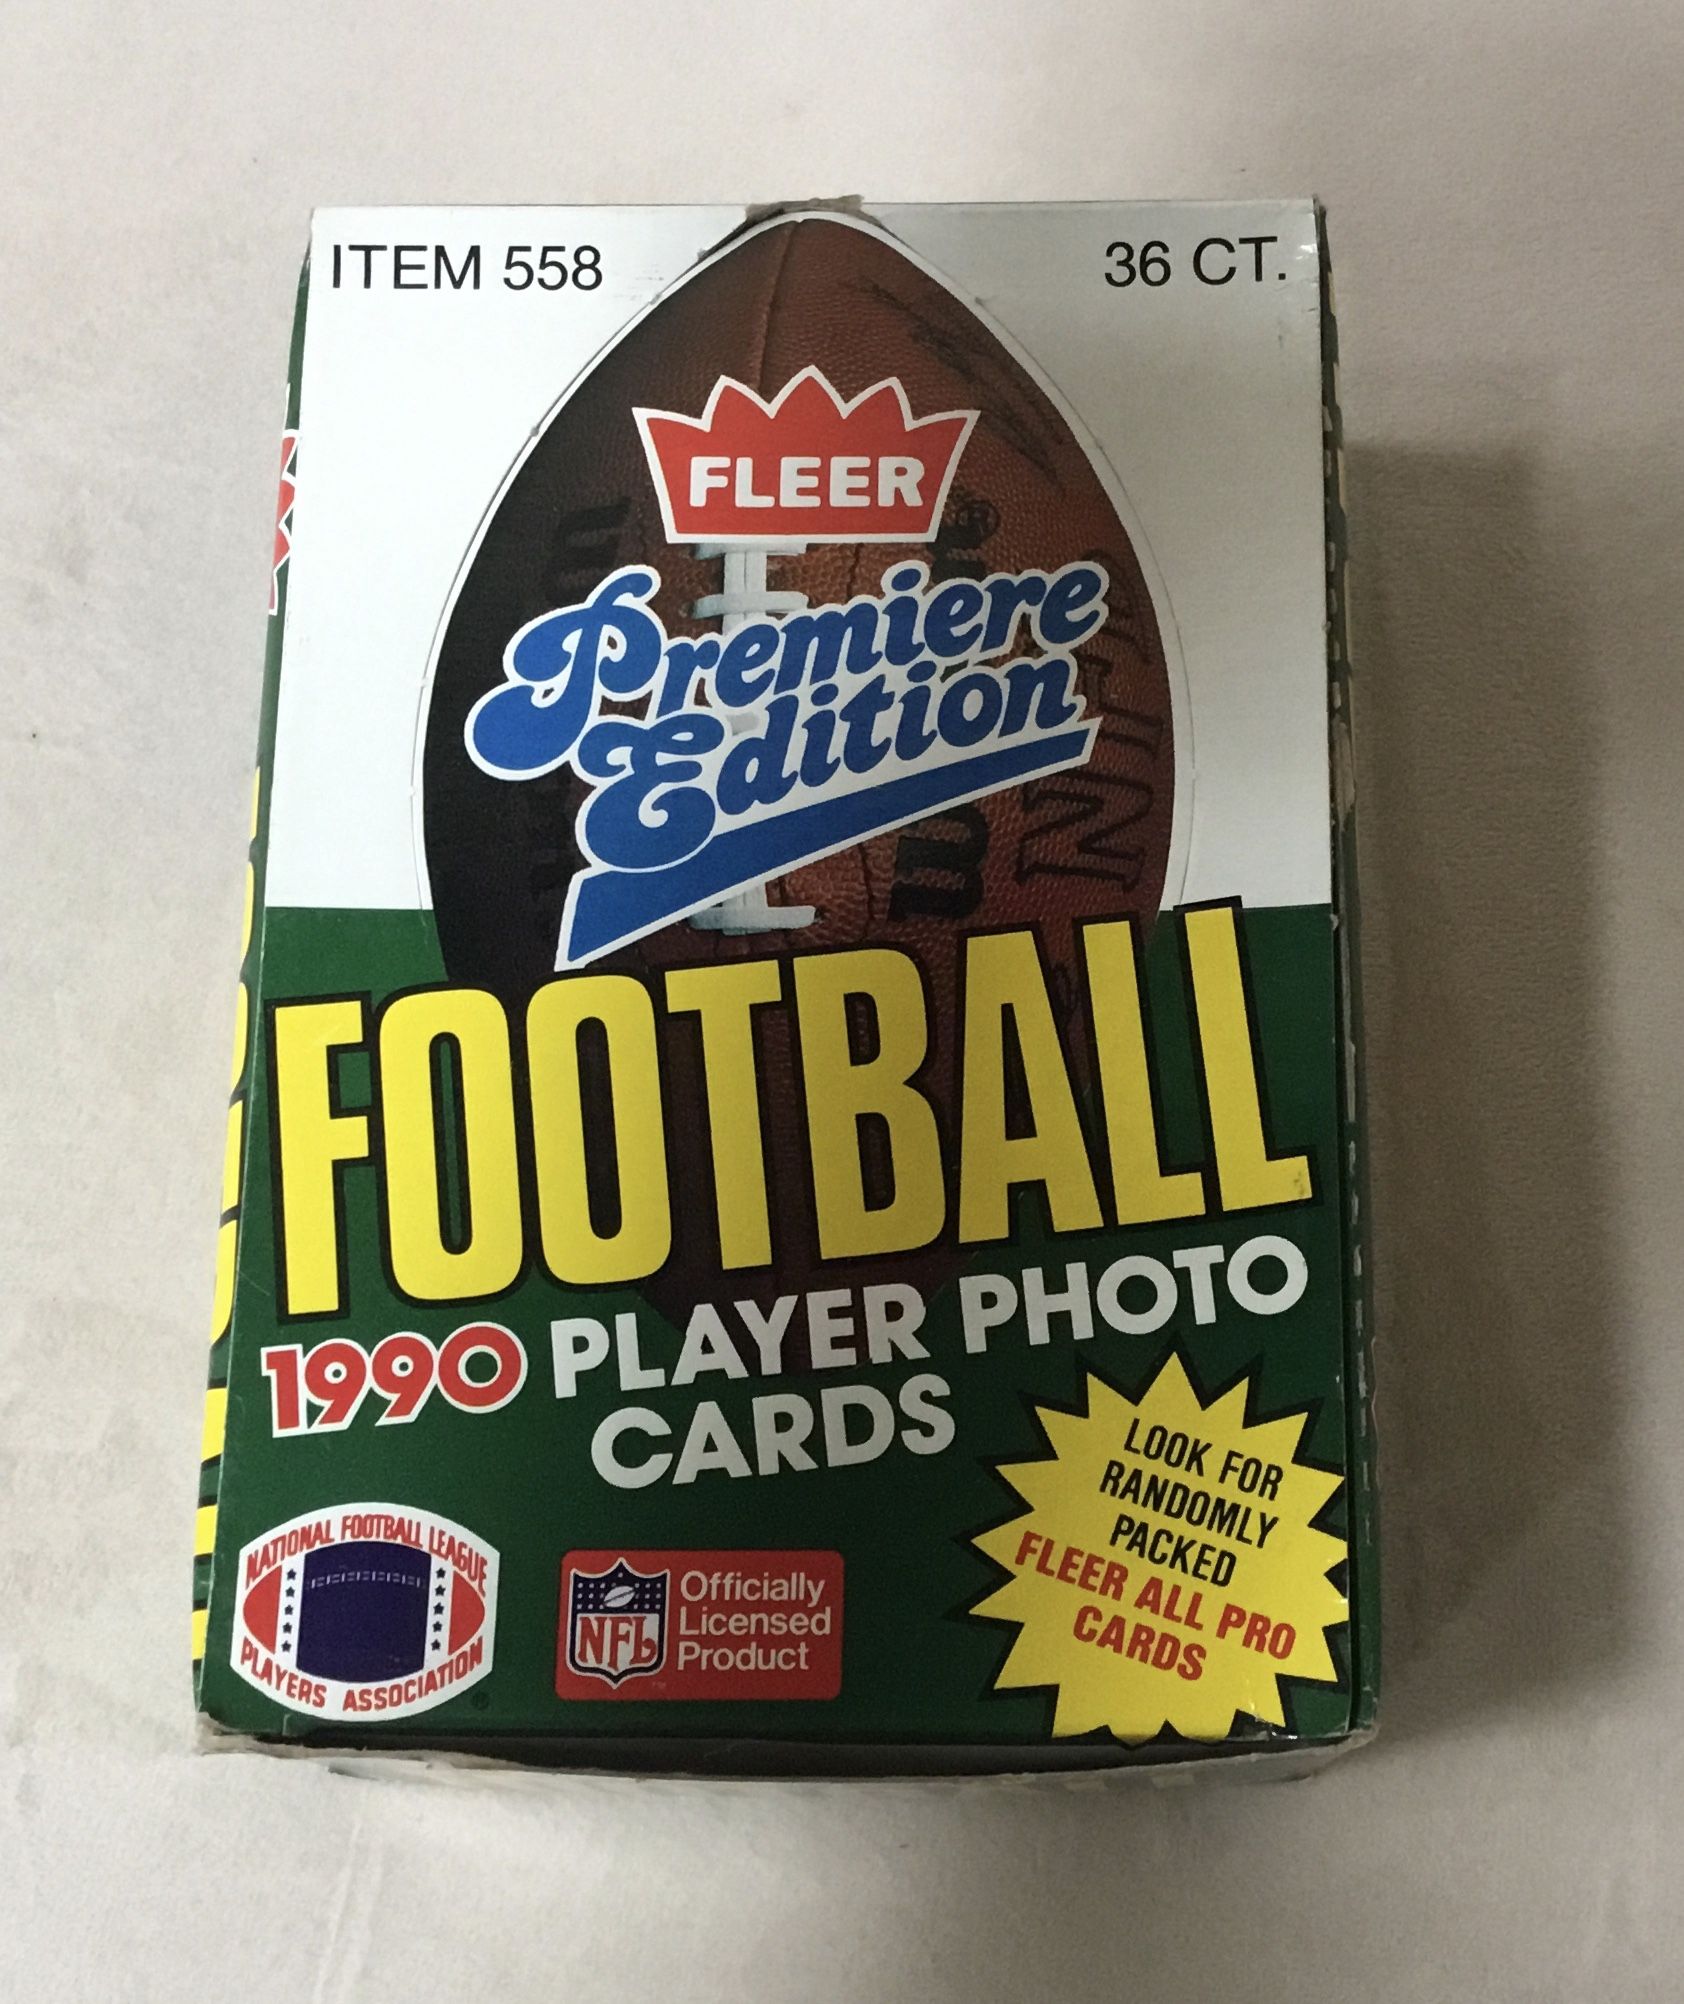 ITEM 558
36 CT.
FLEER
Premiere
Edition
FOOTBALL
1990 PLAYER PHOTO
CARDS
LOOK FOR
RANDOMLY
PACKED
FLEER ALL PRO
CARDS
NATIONAL FOOTBALL LEAGUE
PLAYERS ASSOCIATION
®
NFL
Officially
Licensed
Product